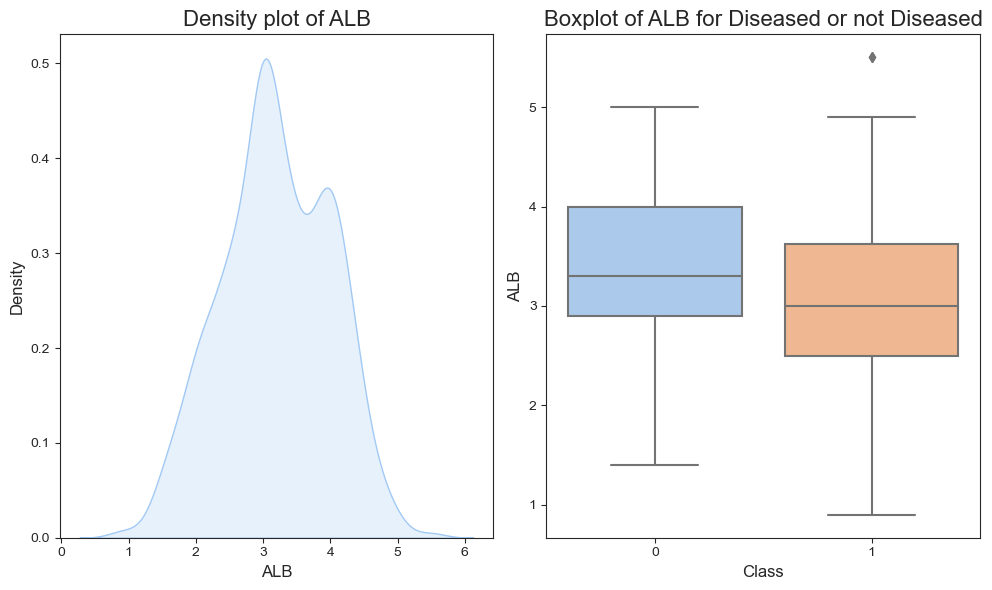 Density plot of ALB
0.5
0.4
0.3
0.2
0.1
0.0
Density
0 1 2 3 4 5 6
ALB
Boxplot of ALB for Diseased or not Diseased
5
4
3
2
1
ALB
0 1
Class